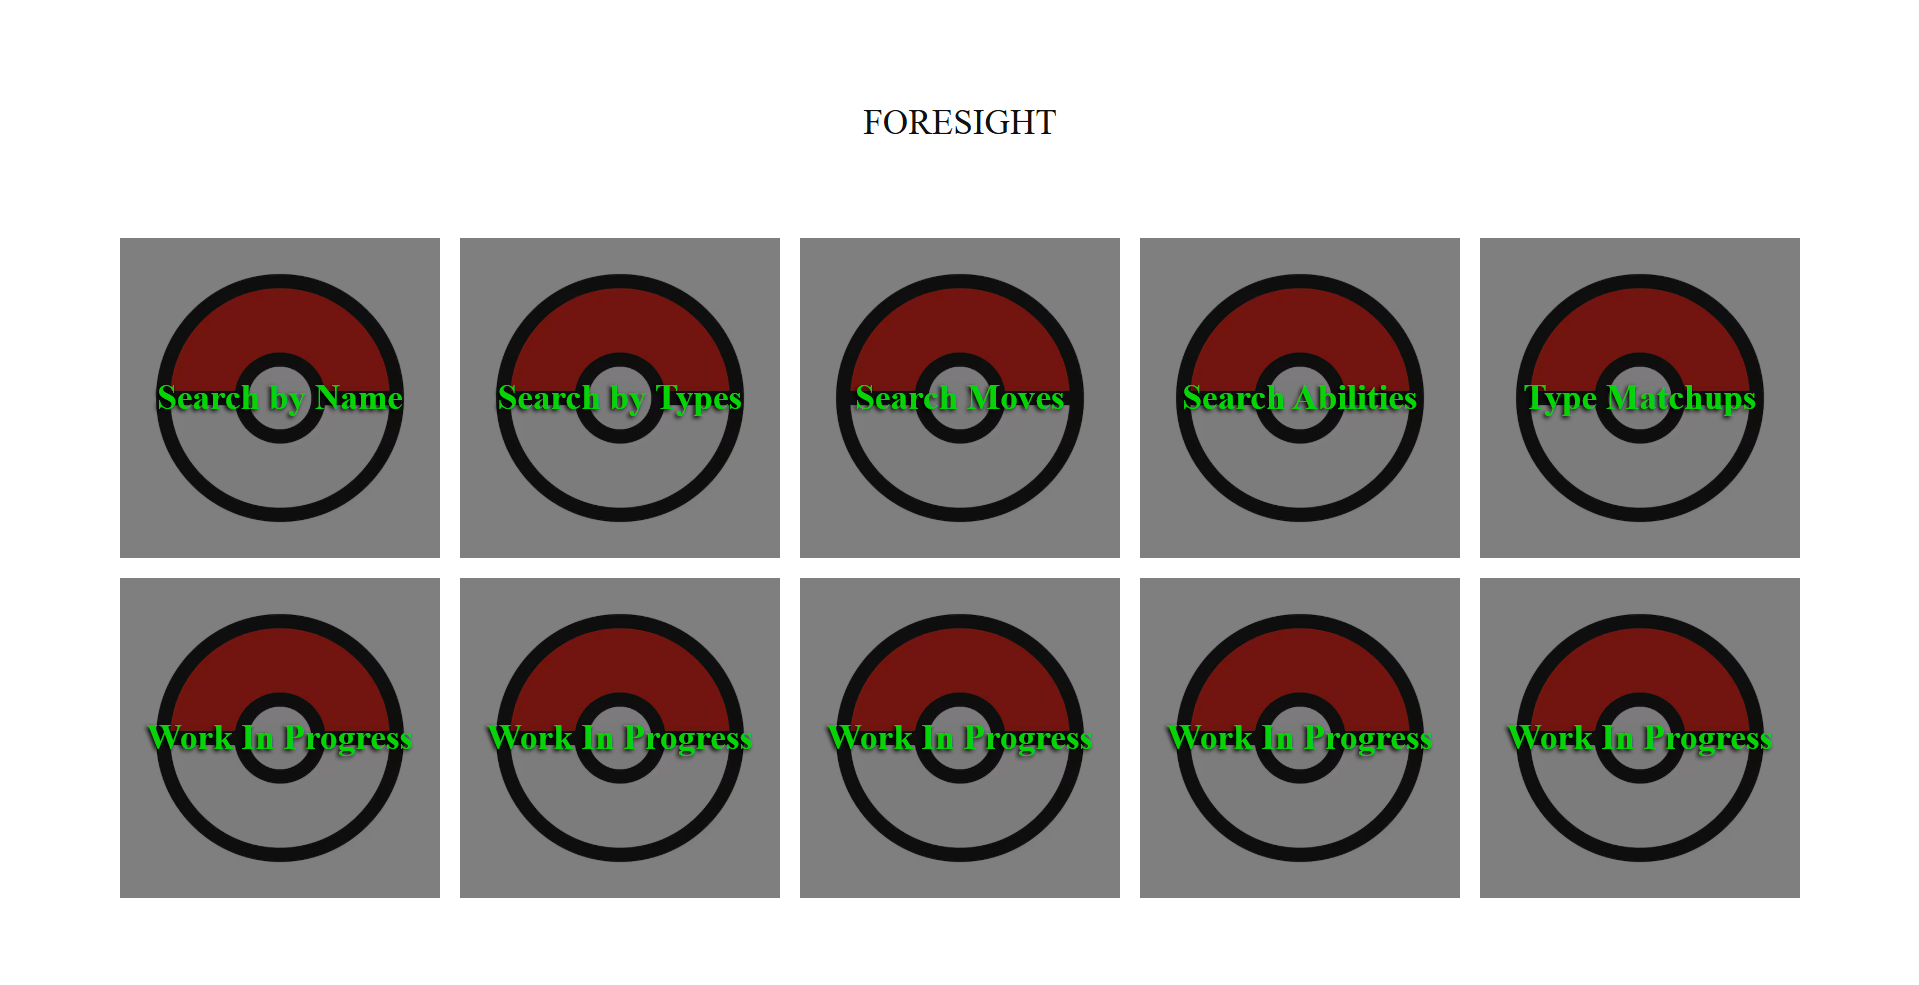 FORESIGHT
Search by Name
Search by Types
Search Moves
Search Abilities
Type Matchups
Work In Progress
Work In Progress
Work In Progress
Work In Progress
Work In Progress